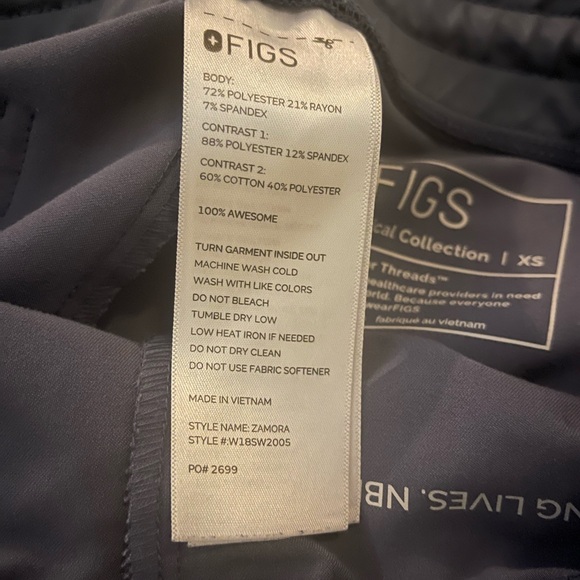 FIGS
BODY:
72% POLYESTER 21% RAYON
7% SPANDEX
CONTRAST 1:
88% POLYESTER 12% SPANDEX
CONTRAST 2:
60% COTTON 40% POLYESTER
100% AWESOME
TURN GARMENT INSIDE OUT
MACHINE WASH COLD
WASH WITH LIKE COLORS
DO NOT BLEACH
TUMBLE DRY LOW
LOW HEAT IRON IF NEEDED
DO NOT DRY CLEAN
DO NOT USE FABRIC SOFTENER
MADE IN VIETNAM
STYLE NAME: ZAMORA
STYLE #:W18SW2005
PO# 2699
FIGS
Collection | XS
Threads™
healthcare providers in need
Because everyone
wearFIGS
fabriqué au vietnam
LIVES.